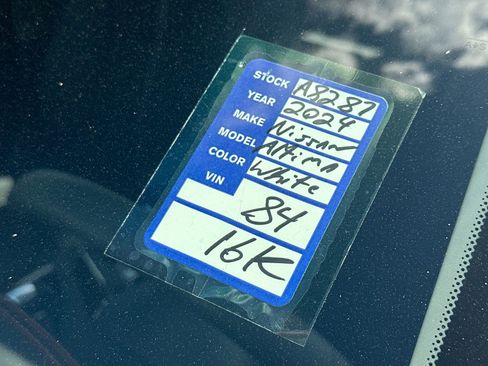 STOCK A8287
YEAR 2024
MAKE Nissan
MODEL Altima
COLOR White
VIN
84
16K